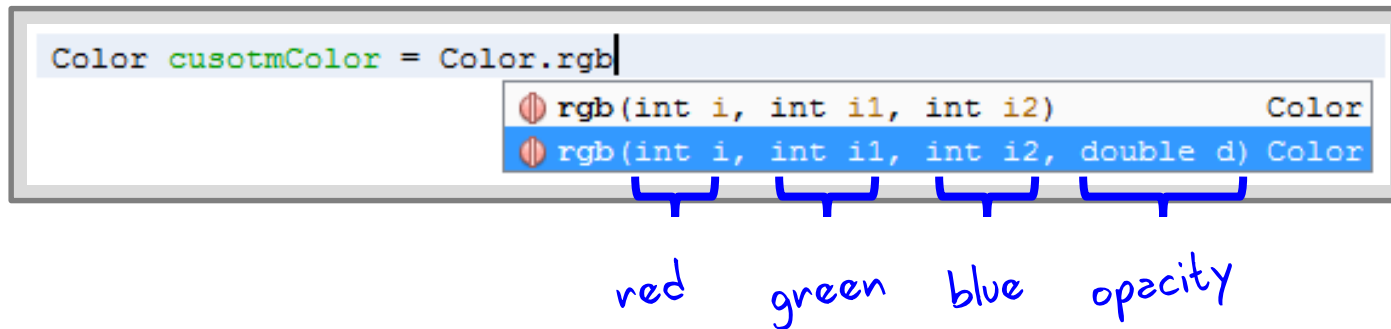 Color cusotmColor = Color.rgb
rgb(int i, int i1, int i2) Color
rgb(int i, int i1, int i2, double d) Color
red green blue opacity